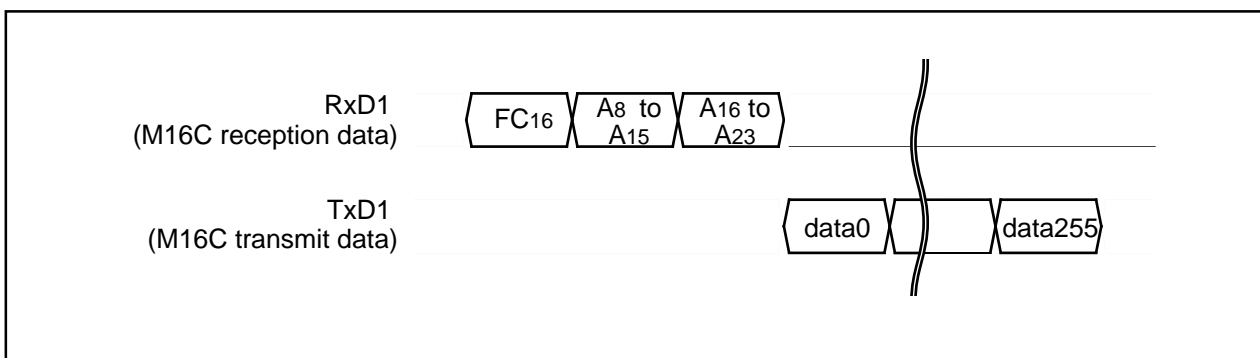 RxD1
(M16C reception data)
FC16
A8 to
A15
A16 to
A23
TxD1
(M16C transmit data)
data0
data255